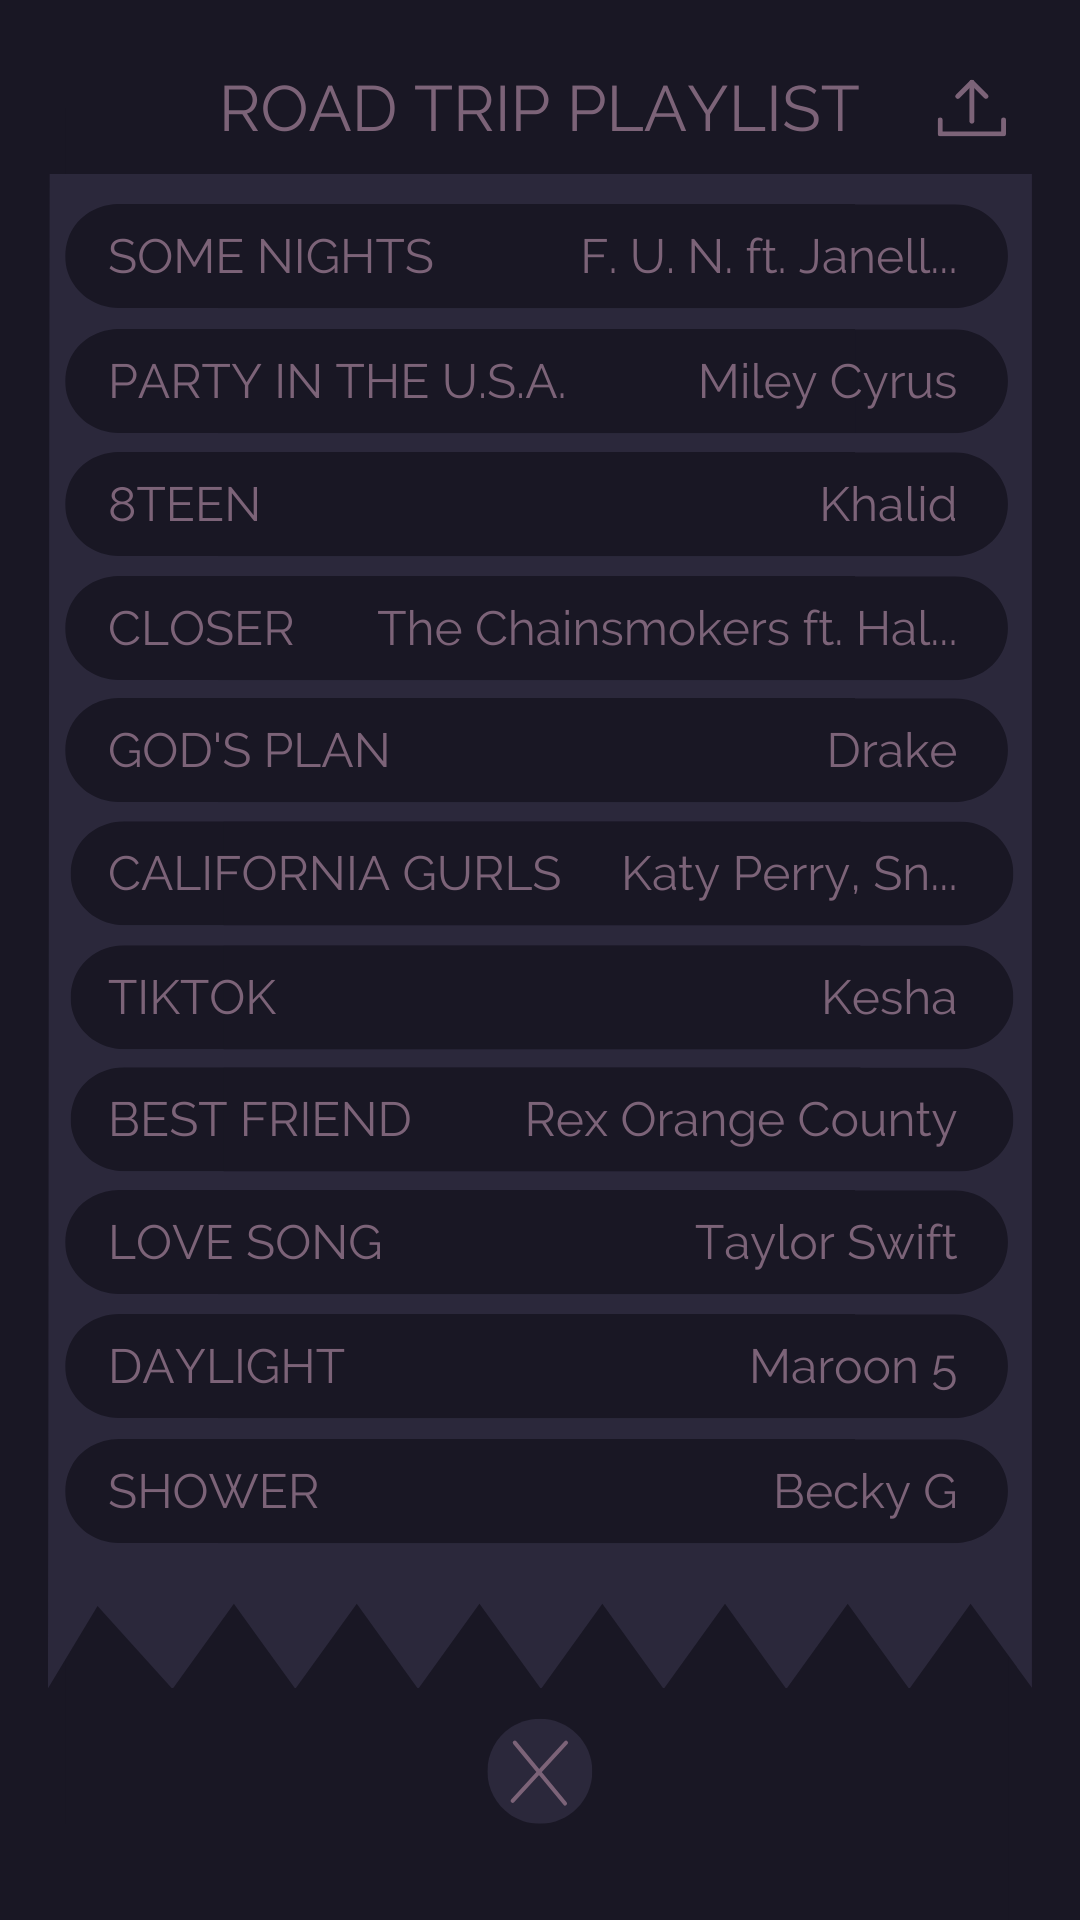 ROAD TRIP PLAYLIST
SOME NIGHTS F. U. N. ft. Janell...
PARTY IN THE U.S.A. Miley Cyrus
8TEEN Khalid
CLOSER The Chainsmokers ft. Hal...
GOD'S PLAN Drake
CALIFORNIA GURLS Katy Perry, Sn...
TIKTOK Kesha
BEST FRIEND Rex Orange County
LOVE SONG Taylor Swift
DAYLIGHT Maroon 5
SHOWER Becky G